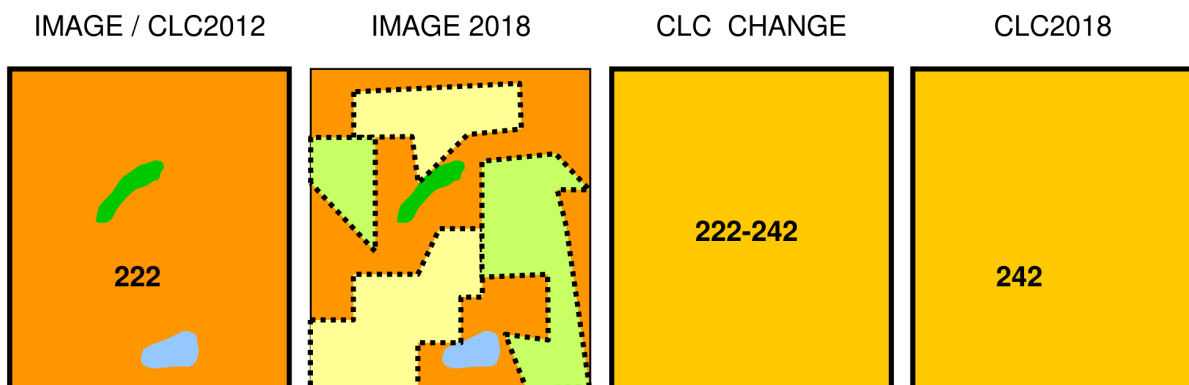 IMAGE / CLC2012
IMAGE 2018
CLC CHANGE
CLC2018
222
222-242
242